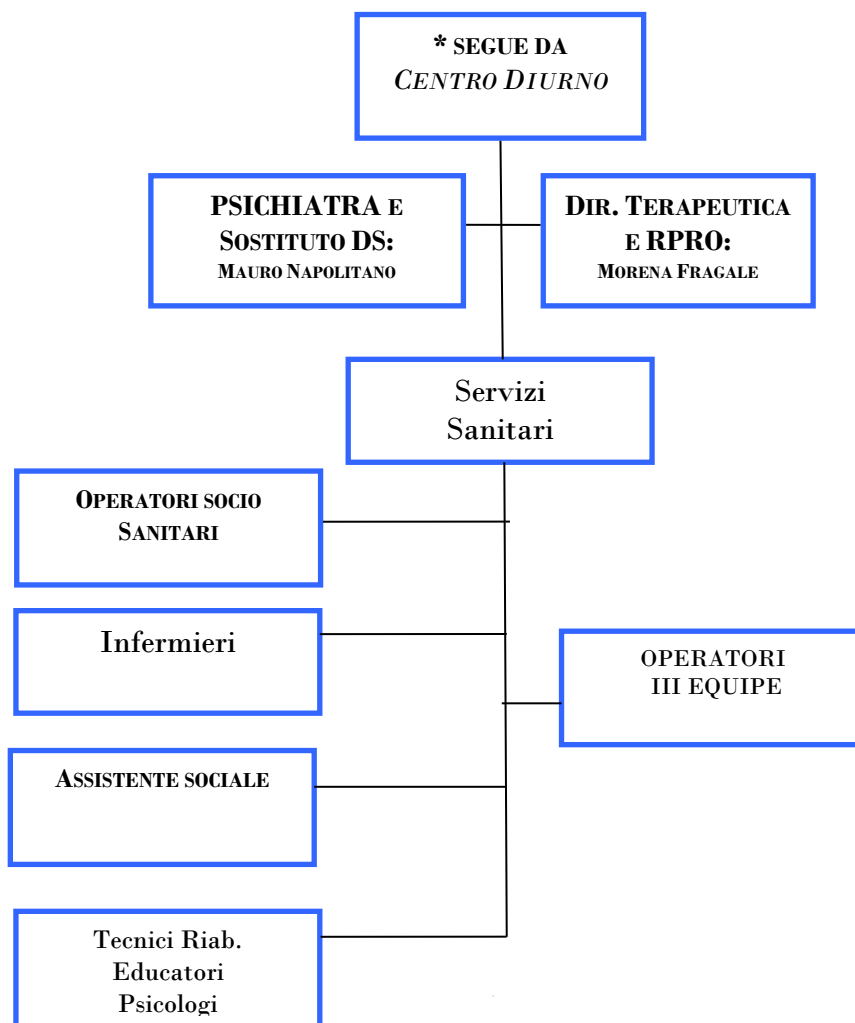 * SEGUE DA
CENTRO DIURNO
PSICHIATRA E
SOSTITUTO DS:
MAURO NAPOLITANO
DIR. TERAPEUTICA
E RPRO:
MORENA FRAGALE
Servizi
Sanitari
OPERATORI SOCIO
SANITARI
Infermieri
OPERATORI
III EQUIPE
ASSISTENTE SOCIALE
Tecnici Riab.
Educatori
Psicologi